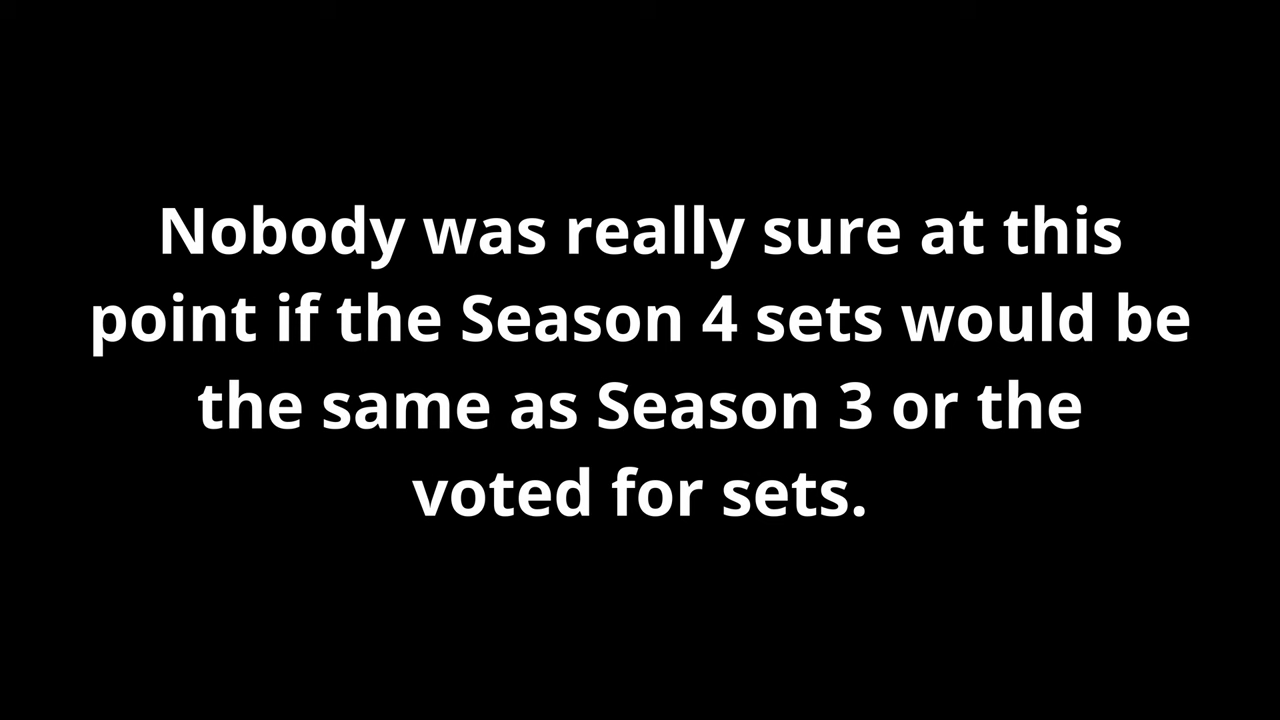 Nobody was really sure at this
point if the Season 4 sets would be
the same as Season 3 or the
voted for sets.